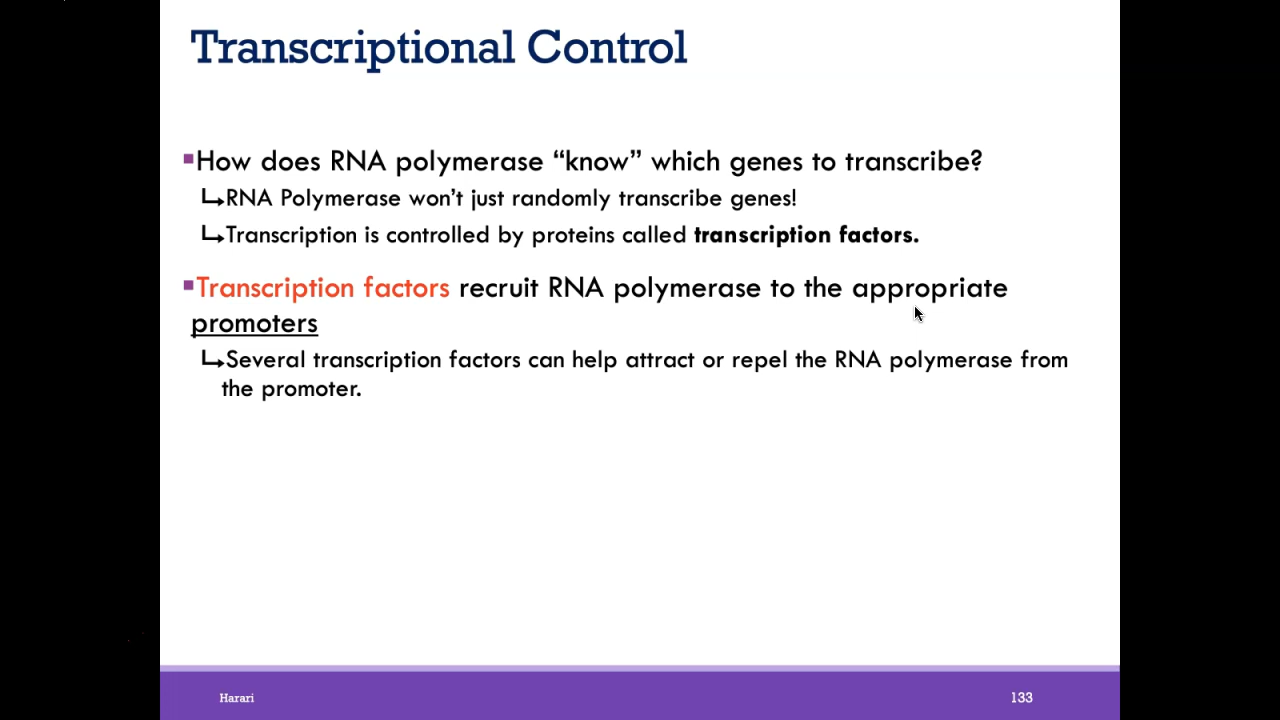 Transcriptional Control
How does RNA polymerase “know” which genes to transcribe?
RNA Polymerase won’t just randomly transcribe genes!
Transcription is controlled by proteins called transcription factors.
Transcription factors recruit RNA polymerase to the appropriate
promoters
Several transcription factors can help attract or repel the RNA polymerase from
the promoter.
Harari
133